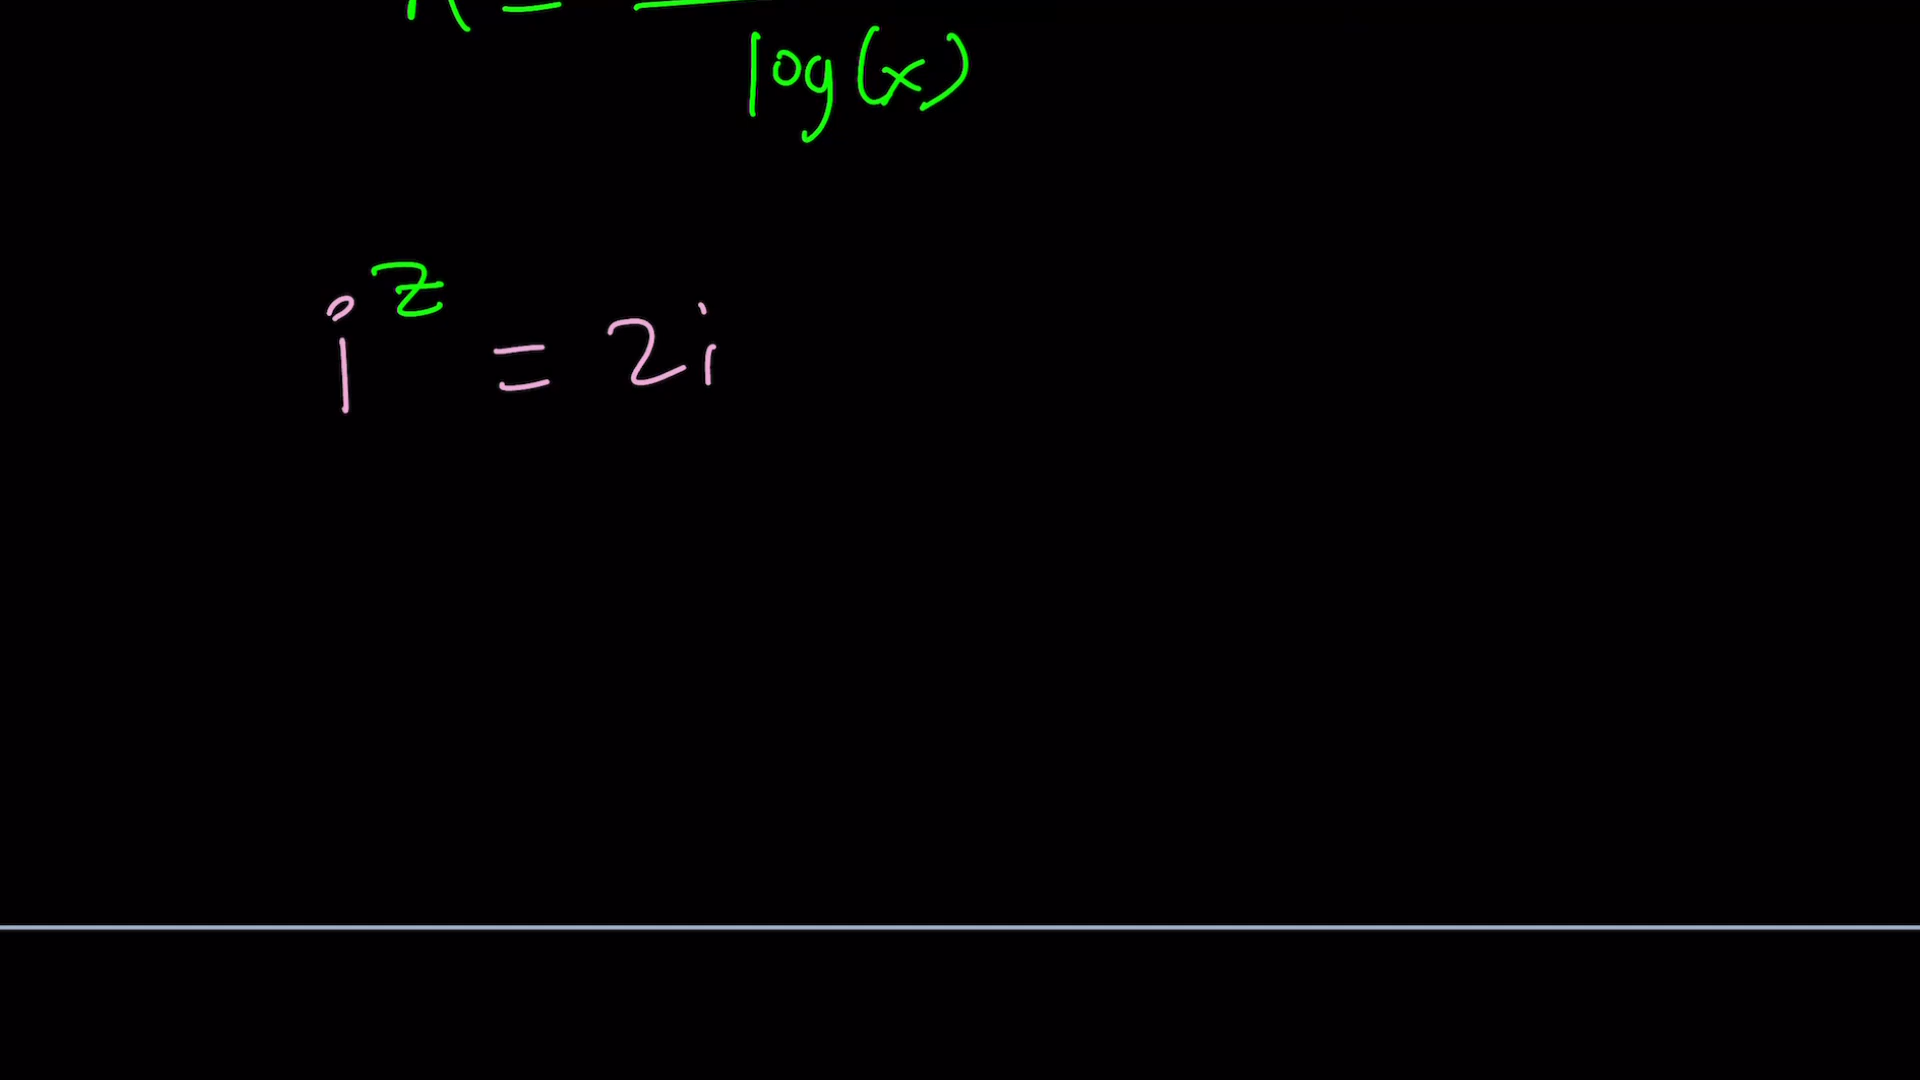 =
log(x)
i^z = 2i